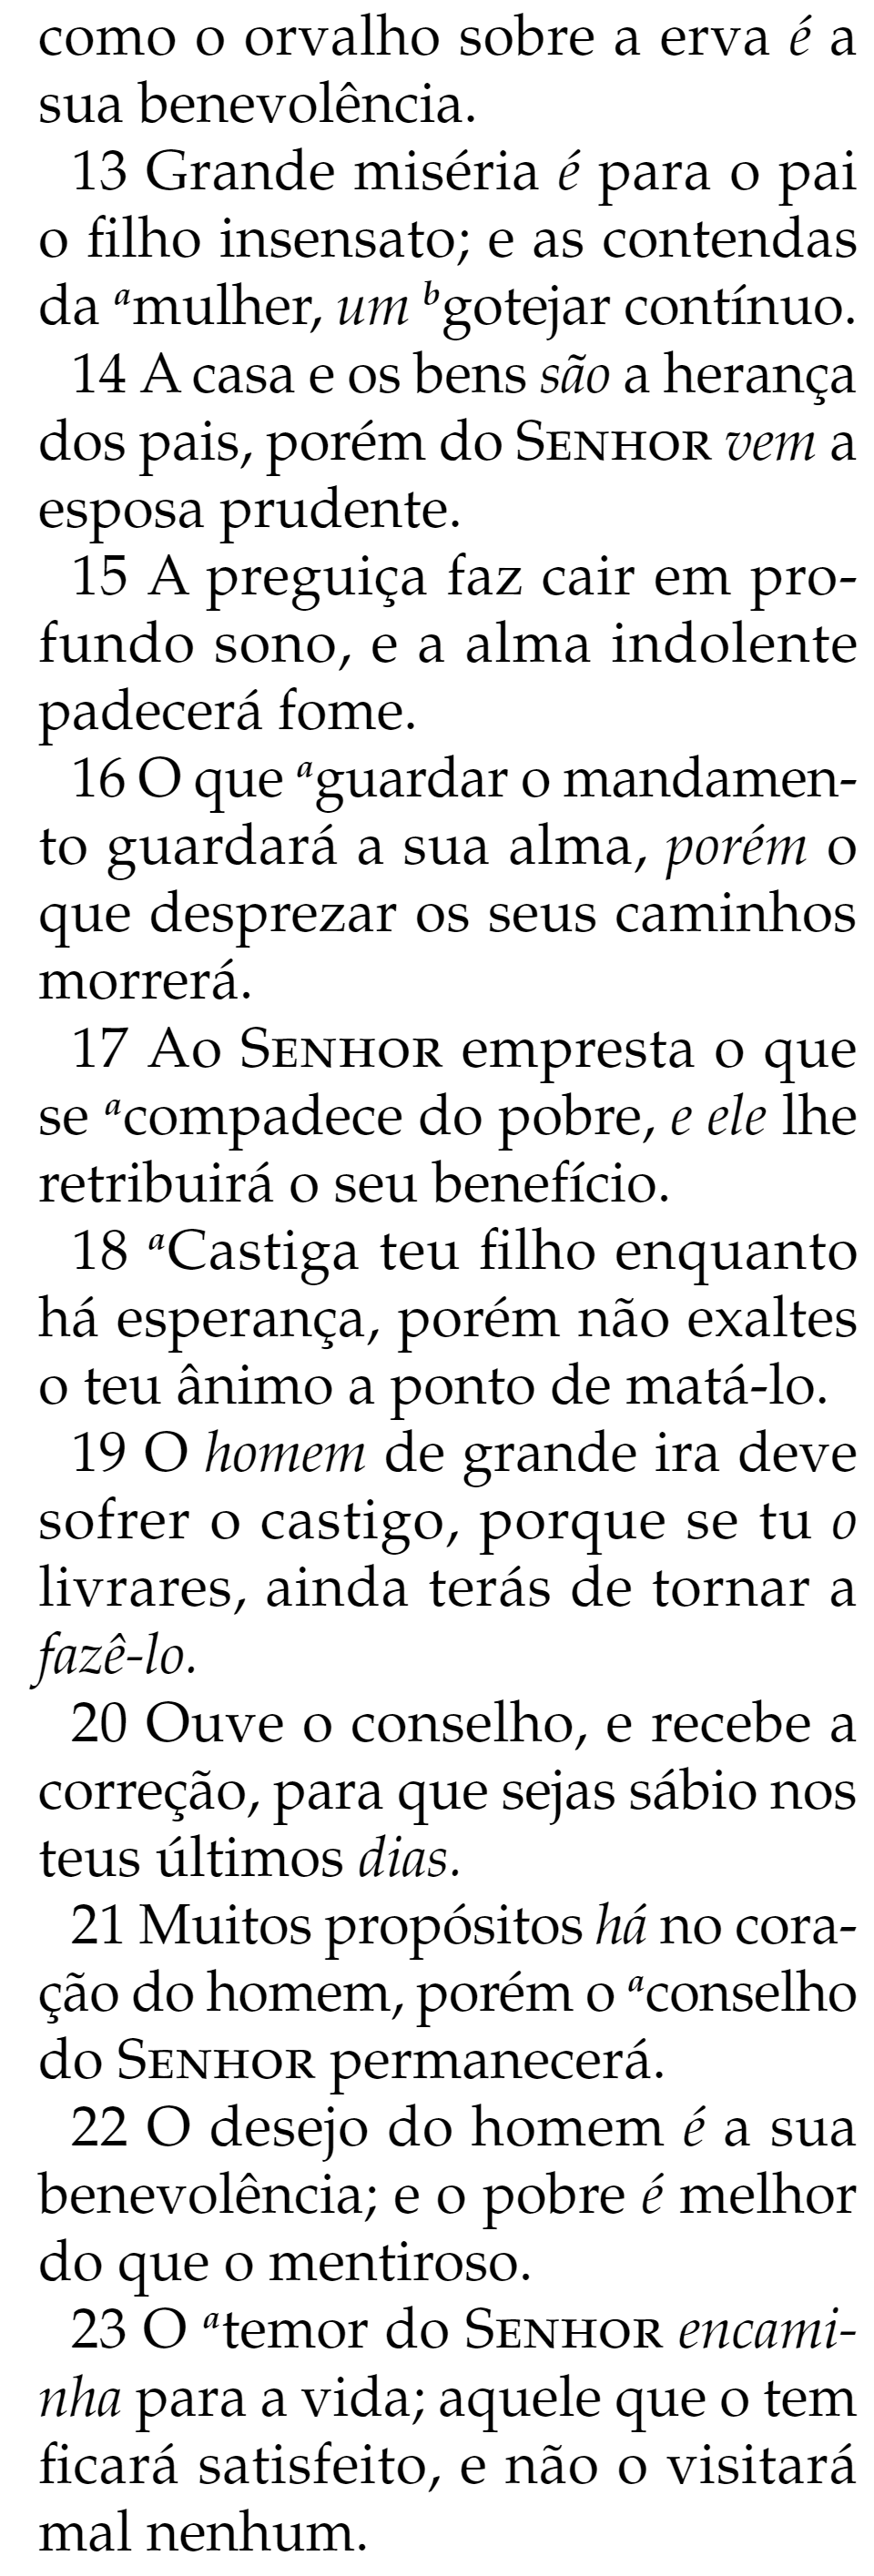 como o orvalho sobre a erva é a
sua benevolência.
13 Grande miséria é para o pai
o filho insensato; e as contendas
da ᵃmulher, um ᵇgotejar contínuo.
14 A casa e os bens são a herança
dos pais, porém do SENHOR vem a
esposa prudente.
15 A preguiça faz cair em pro-
fundo sono, e a alma indolente
padecerá fome.
16 O que ᵃguardar o mandamen-
to guardará a sua alma, porém o
que desprezar os seus caminhos
morrerá.
17 Ao SENHOR empresta o que
se ᵃcompadece do pobre, e ele lhe
retribuirá o seu benefício.
18 ᵃCastiga teu filho enquanto
há esperança, porém não exaltes
o teu ânimo a ponto de matá-lo.
19 O homem de grande ira deve
sofrer o castigo, porque se tu o
livrares, ainda terás de tornar a
fazê-lo.
20 Ouve o conselho, e recebe a
correção, para que sejas sábio nos
teus últimos dias.
21 Muitos propósitos há no cora-
ção do homem, porém o ᵃconselho
do SENHOR permanecerá.
22 O desejo do homem é a sua
benevolência; e o pobre é melhor
do que o mentiroso.
23 O ᵃtemor do SENHOR encami-
nha para a vida; aquele que o tem
ficará satisfeito, e não o visitará
mal nenhum.